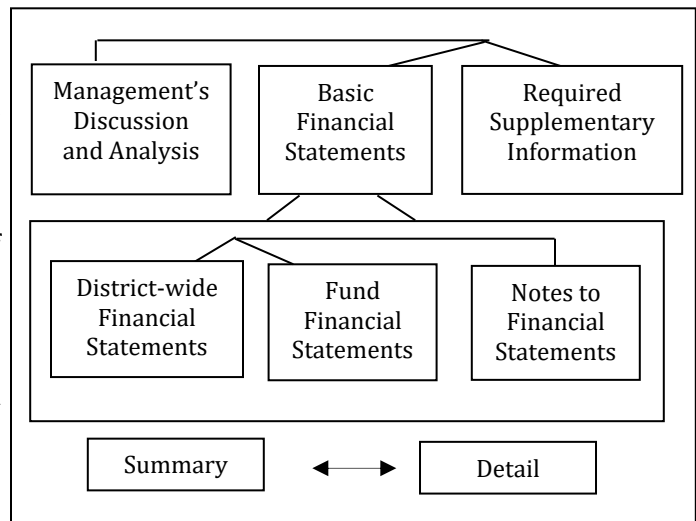 Management’s
Discussion
and Analysis
Basic
Financial
Statements
Required
Supplementary
Information
District-wide
Financial
Statements
Fund
Financial
Statements
Notes to
Financial
Statements
Summary
Detail